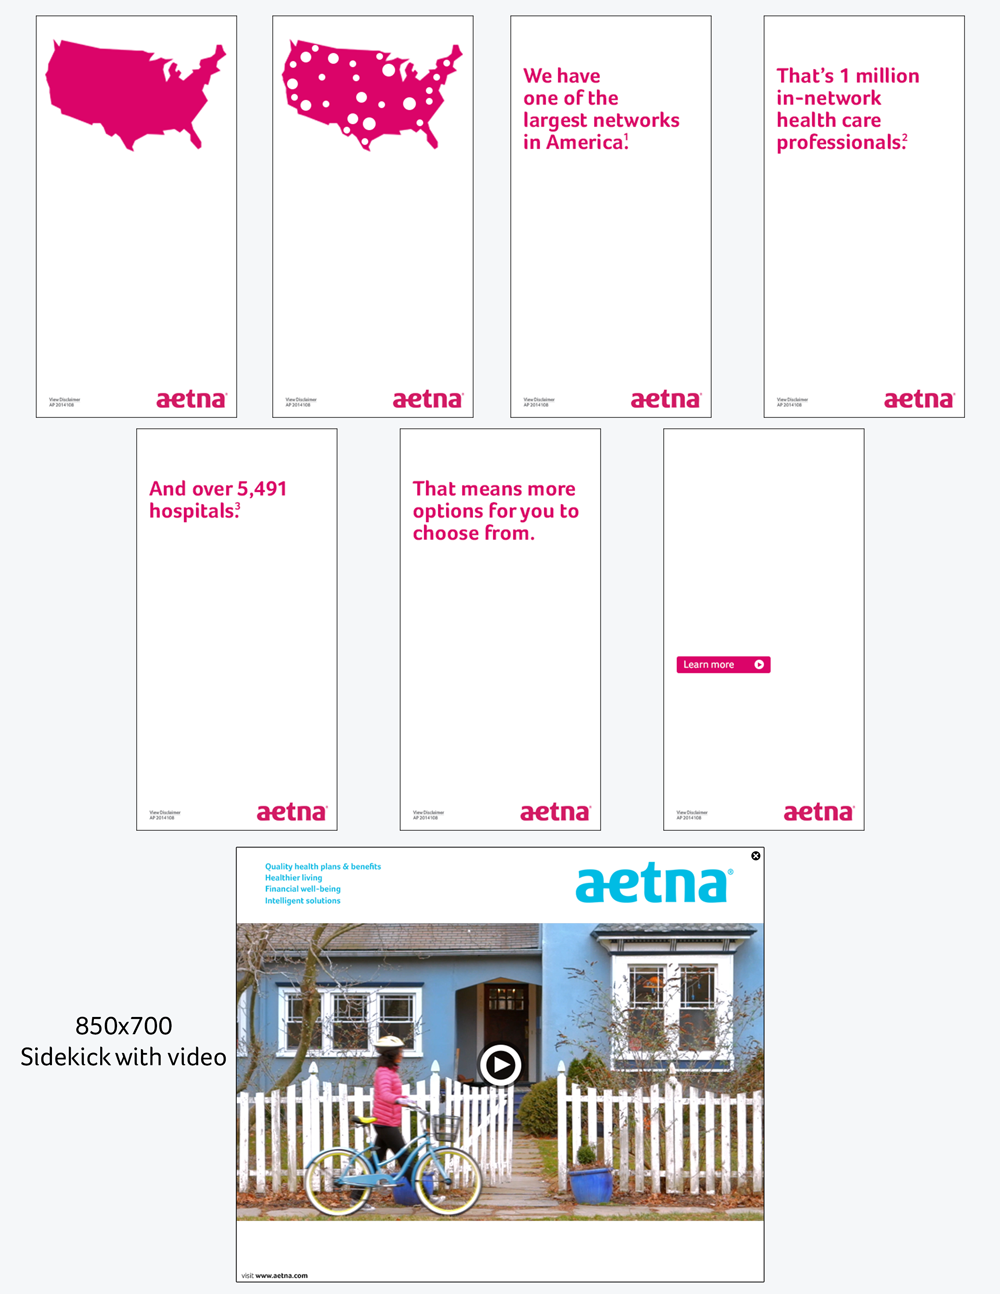 View Disclaimer
AP 2014108
aetna®
View Disclaimer
AP 2014108
aetna®
We have
one of the
largest networks
in America.1
View Disclaimer
AP 2014108
aetna®
That's 1 million
in-network
health care
professionals.2
View Disclaimer
AP 2014108
aetna®
And over 5,491
hospitals.3
View Disclaimer
AP 2014108
aetna®
That means more
options for you to
choose from.
View Disclaimer
AP 2014108
aetna®
Learn more
View Disclaimer
AP 2014108
aetna®
Quality health plans & benefits
Healthier living
Financial well-being
Intelligent solutions
aetna®
850x700
Sidekick with video
visit www.aetna.com